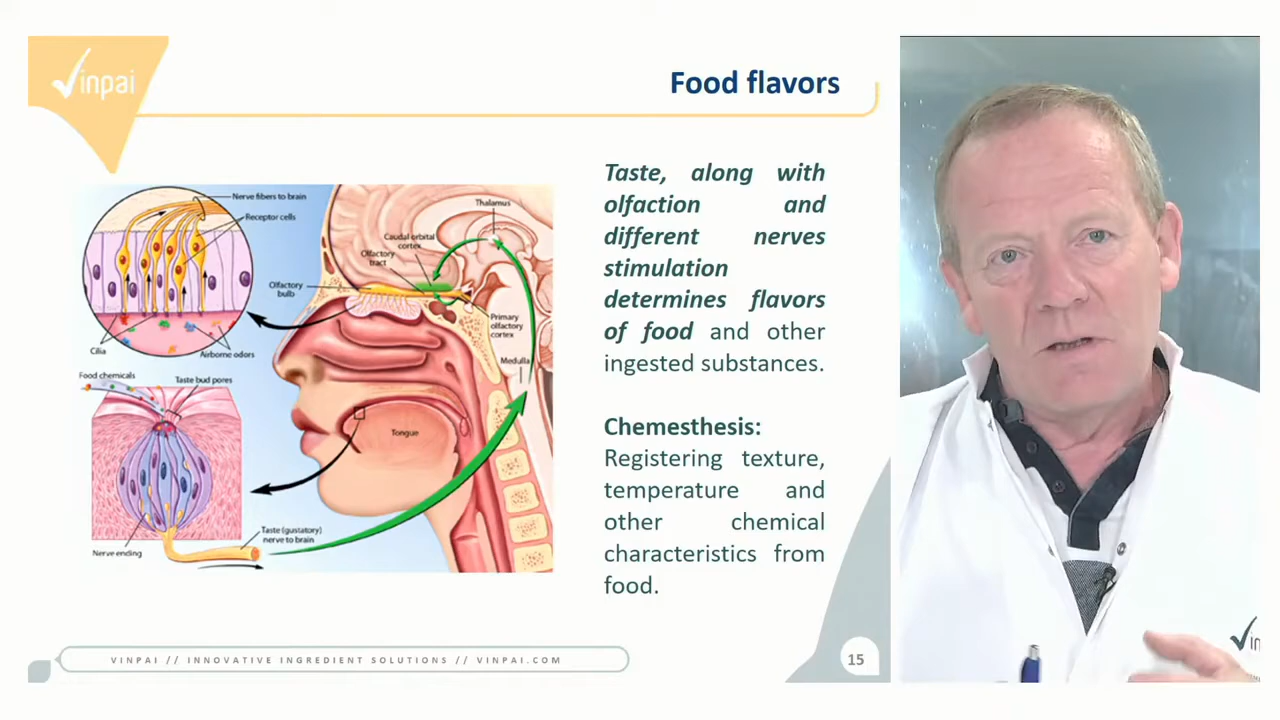 Vinpai
Food flavors
Nerve fibers to brain
Receptor cells
Thalamus
Caudal orbital
cortex
Olfactory
tract
Olfactory
bulb
Primary
olfactory
cortex
Medulla
Cilia
Airborne odors
Food chemicals
Taste bud pores
Tongue
Taste (gustatory)
nerve to brain
Nerve ending
Taste, along with
olfaction and
different nerves
stimulation
determines flavors
of food and other
ingested substances.
Chemesthesis:
Registering texture,
temperature and
other chemical
characteristics from
food.
VINPAI // INNOVATIVE INGREDIENT SOLUTIONS // VINPAI.COM
15